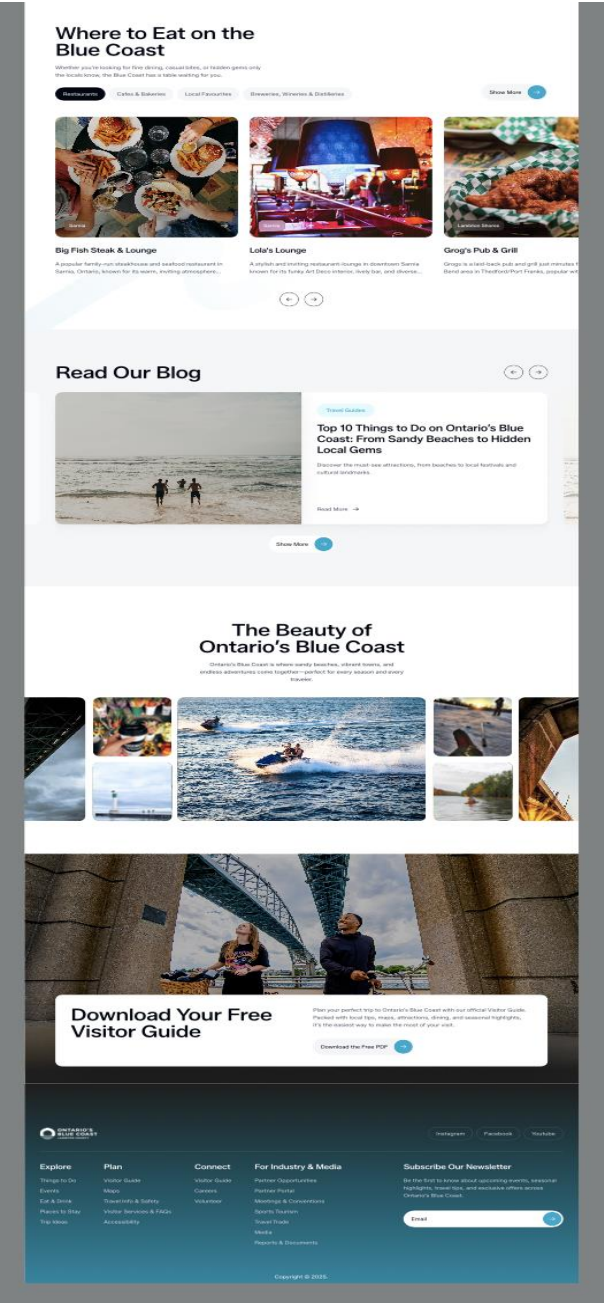 Where to Eat on the
Blue Coast
Whether you're looking for fine dining, casual bites, or hidden gems only
the locals know, the Blue Coast has a table waiting for you.
Restaurants
Cafes & Bakeries
Local Favourites
Breweries, Wineries & Distilleries
Show More
Sarnia
Sarnia
Lambton Shores
Big Fish Steak & Lounge
Lola's Lounge
Grog's Pub & Grill
A popular family-run steakhouse and seafood restaurant in
Sarnia, Ontario, known for its warm, inviting atmosphere...
A stylish and inviting restaurant-lounge in downtown Sarnia
known for its funky Art Deco interior, lively bar, and diverse...
Grogs is a laid-back pub and grill just minutes f
Bend area in Thedford/Port Franks, popular wit
Read Our Blog
Travel Guides
Top 10 Things to Do on Ontario's Blue
Coast: From Sandy Beaches to Hidden
Local Gems
Discover the must-see attractions, from beaches to local festivals and
cultural landmarks.
Read More
Show More
The Beauty of
Ontario's Blue Coast
Ontario's Blue Coast is where sandy beaches, vibrant towns, and
endless adventures come together—perfect for every season and every
traveler.
Download Your Free
Visitor Guide
Plan your perfect trip to Ontario's Blue Coast with our official Visitor Guide.
Packed with local tips, maps, attractions, dining, and seasonal highlights,
it's the easiest way to make the most of your visit.
Download the Free PDF
ONTARIO'S
BLUE COAST
Instagram
Facebook
Youtube
Explore
Things to Do
Events
Eat & Drink
Places to Stay
Trip Ideas
Plan
Visitor Guide
Maps
Travel Info & Safety
Visitor Services & FAQs
Accessibility
Connect
Visitor Guide
Careers
Volunteer
For Industry & Media
Partner Opportunities
Partner Portal
Meetings & Conventions
Sports Tourism
Travel Trade
Media
Reports & Documents
Subscribe Our Newsletter
Be the first to know about upcoming events, seasonal
highlights, travel tips, and exclusive offers across
Ontario's Blue Coast.
Email
Copyright © 2025.